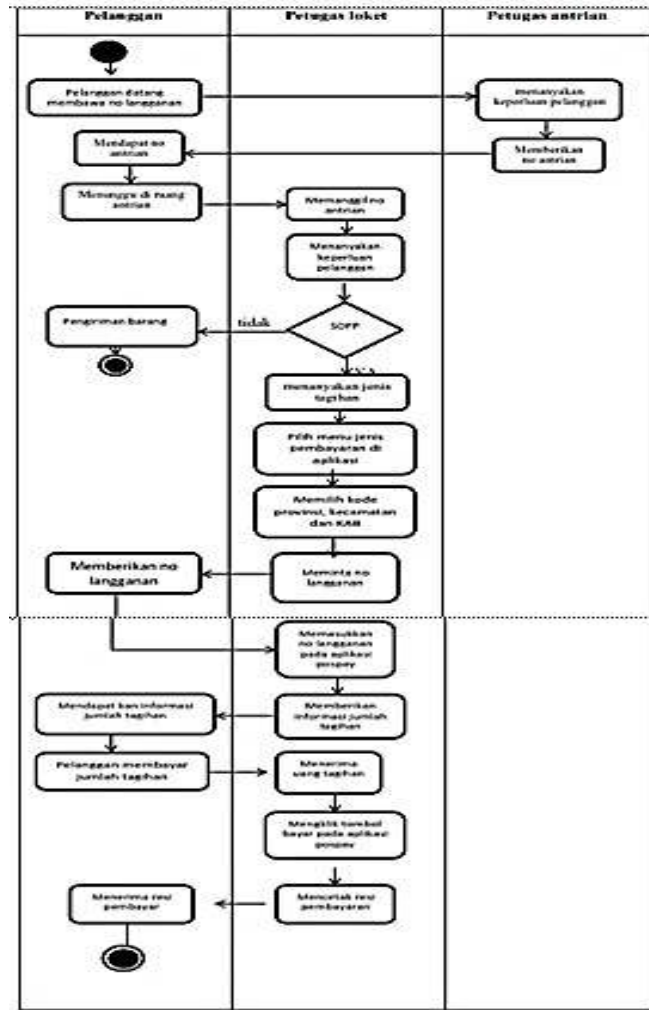 Pelanggan
Petugas loket
Petugas antrian
Pelanggan datang
membawa no langganan
menanyakan
keperluan pelanggan
Mendapat no
antrian
Memberikan
no antrian
Menunggu di ruang
antrian
Memanggil no
antrian
Menanyakan
keperluan
pelanggan
Pengiriman barang
tidak
SOPP
YA
menanyakan jenis
tagihan
Pilih menu jenis
pembayaran di
aplikasi
Memilih kode
provinsi, kecamatan
dan KAB
Memberikan no
langganan
Meminta no
langganan
Memasukkan
no langganan
pada aplikasi
pospay
Mendapat kan informasi
jumlah tagihan
Memberikan
informasi jumlah
tagihan
Pelanggan membayar
jumlah tagihan
Menerima
uang tagihan
Mengklik tombol
bayar pada aplikasi
pospay
Menerima resi
pembayar
Mencetak resi
pembayaran